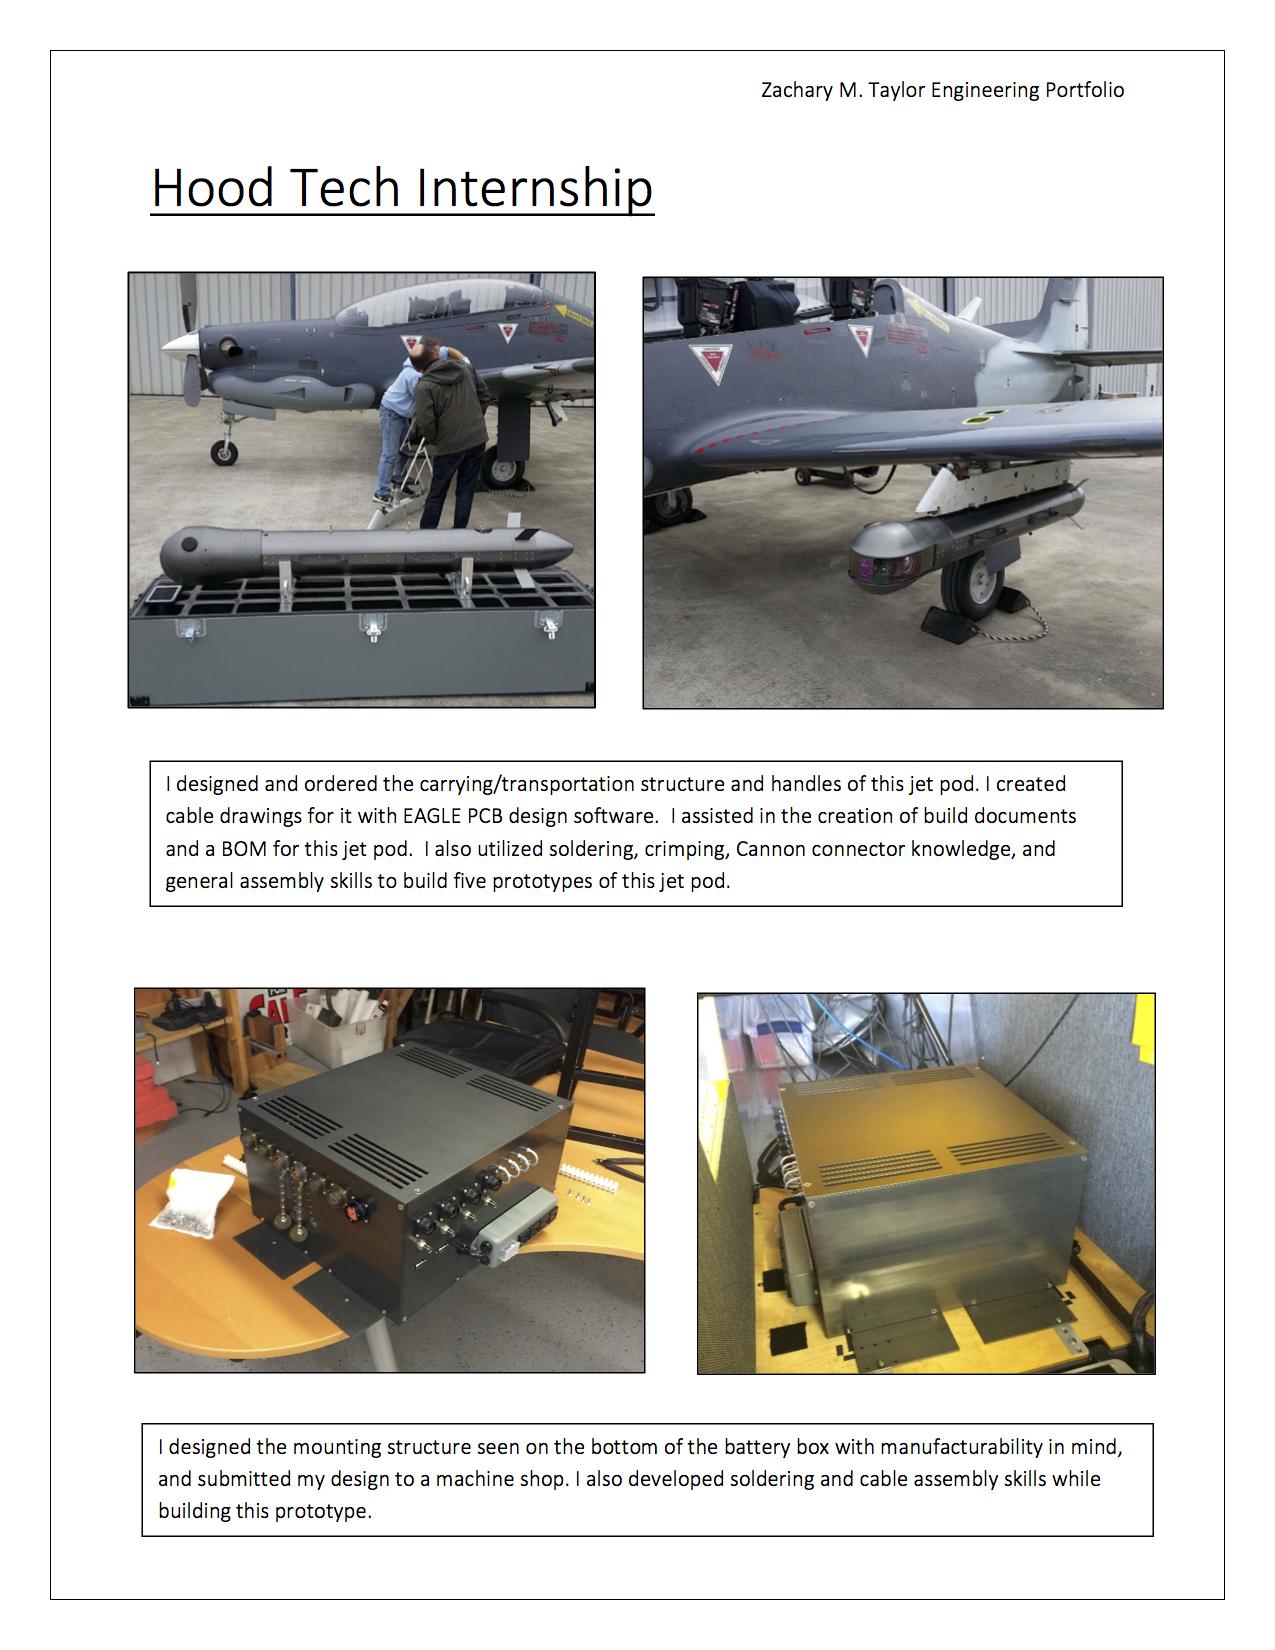 Zachary M. Taylor Engineering Portfolio
Hood Tech Internship
I designed and ordered the carrying/transportation structure and handles of this jet pod. I created
cable drawings for it with EAGLE PCB design software.  I assisted in the creation of build documents
and a BOM for this jet pod.  I also utilized soldering, crimping, Cannon connector knowledge, and
general assembly skills to build five prototypes of this jet pod.
I designed the mounting structure seen on the bottom of the battery box with manufacturability in mind,
and submitted my design to a machine shop. I also developed soldering and cable assembly skills while
building this prototype.